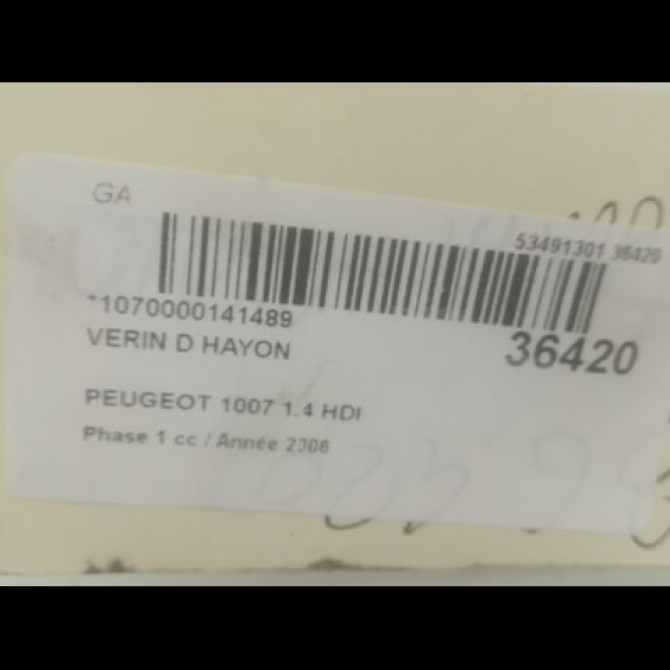 GA
53491301 36420
*1070000141489
VERIN D HAYON
36420
PEUGEOT 1007 1.4 HDI
Phase 1 cc / Année 2006